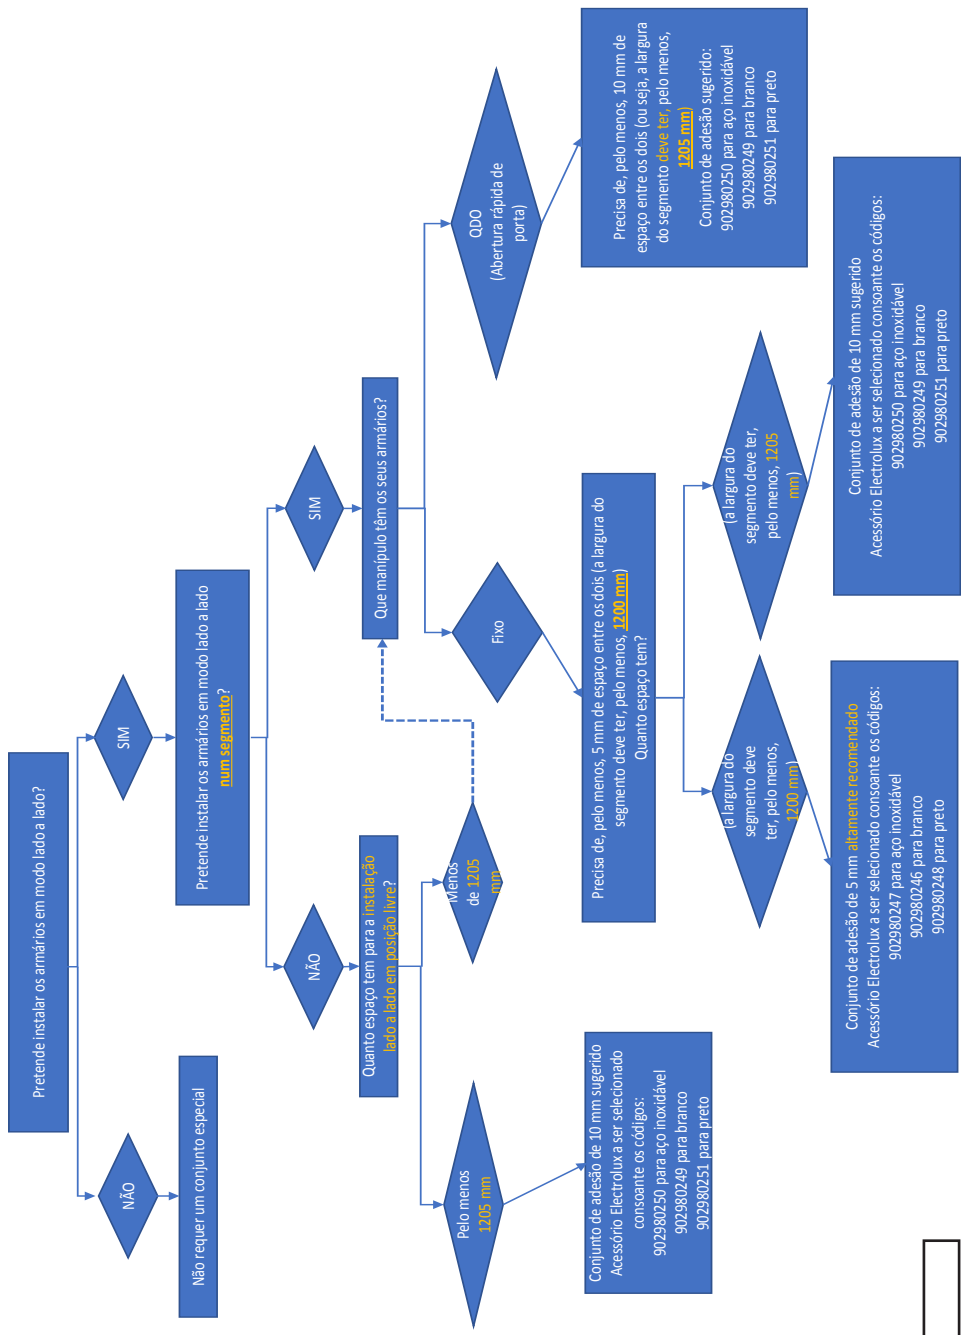 Pretende instalar os armários em modo lado a lado?
NÃO
SIM
Não requer um conjunto especial
Pretende instalar os armários em modo lado a lado
num segmento?
NÃO
SIM
Quanto espaço tem para a instalação
lado a lado em posição livre?
Que manípulo têm os seus armários?
Pelo menos
1205 mm
Menos
de 1205
mm
Fixo
QDO
(Abertura rápida de
porta)
Conjunto de adesão de 10 mm sugerido
Acessório Electrolux a ser selecionado
consoante os códigos:
902980250 para aço inoxidável
902980249 para branco
902980251 para preto
Precisa de, pelo menos, 5 mm de espaço entre os dois (a largura do
segmento deve ter, pelo menos, 1200 mm)
Quanto espaço tem?
Precisa de, pelo menos, 10 mm de
espaço entre os dois (ou seja, a largura
do segmento deve ter, pelo menos,
1205 mm)
Conjunto de adesão sugerido:
902980250 para aço inoxidável
902980249 para branco
902980251 para preto
(a largura do
segmento deve
ter, pelo menos,
1200 mm)
(a largura do
segmento deve ter,
pelo menos, 1205
mm)
Conjunto de adesão de 5 mm altamente recomendado
Acessório Electrolux a ser selecionado consoante os códigos:
902980247 para aço inoxidável
902980246 para branco
902980248 para preto
Conjunto de adesão de 10 mm sugerido
Acessório Electrolux a ser selecionado consoante os códigos:
902980250 para aço inoxidável
902980249 para branco
902980251 para preto